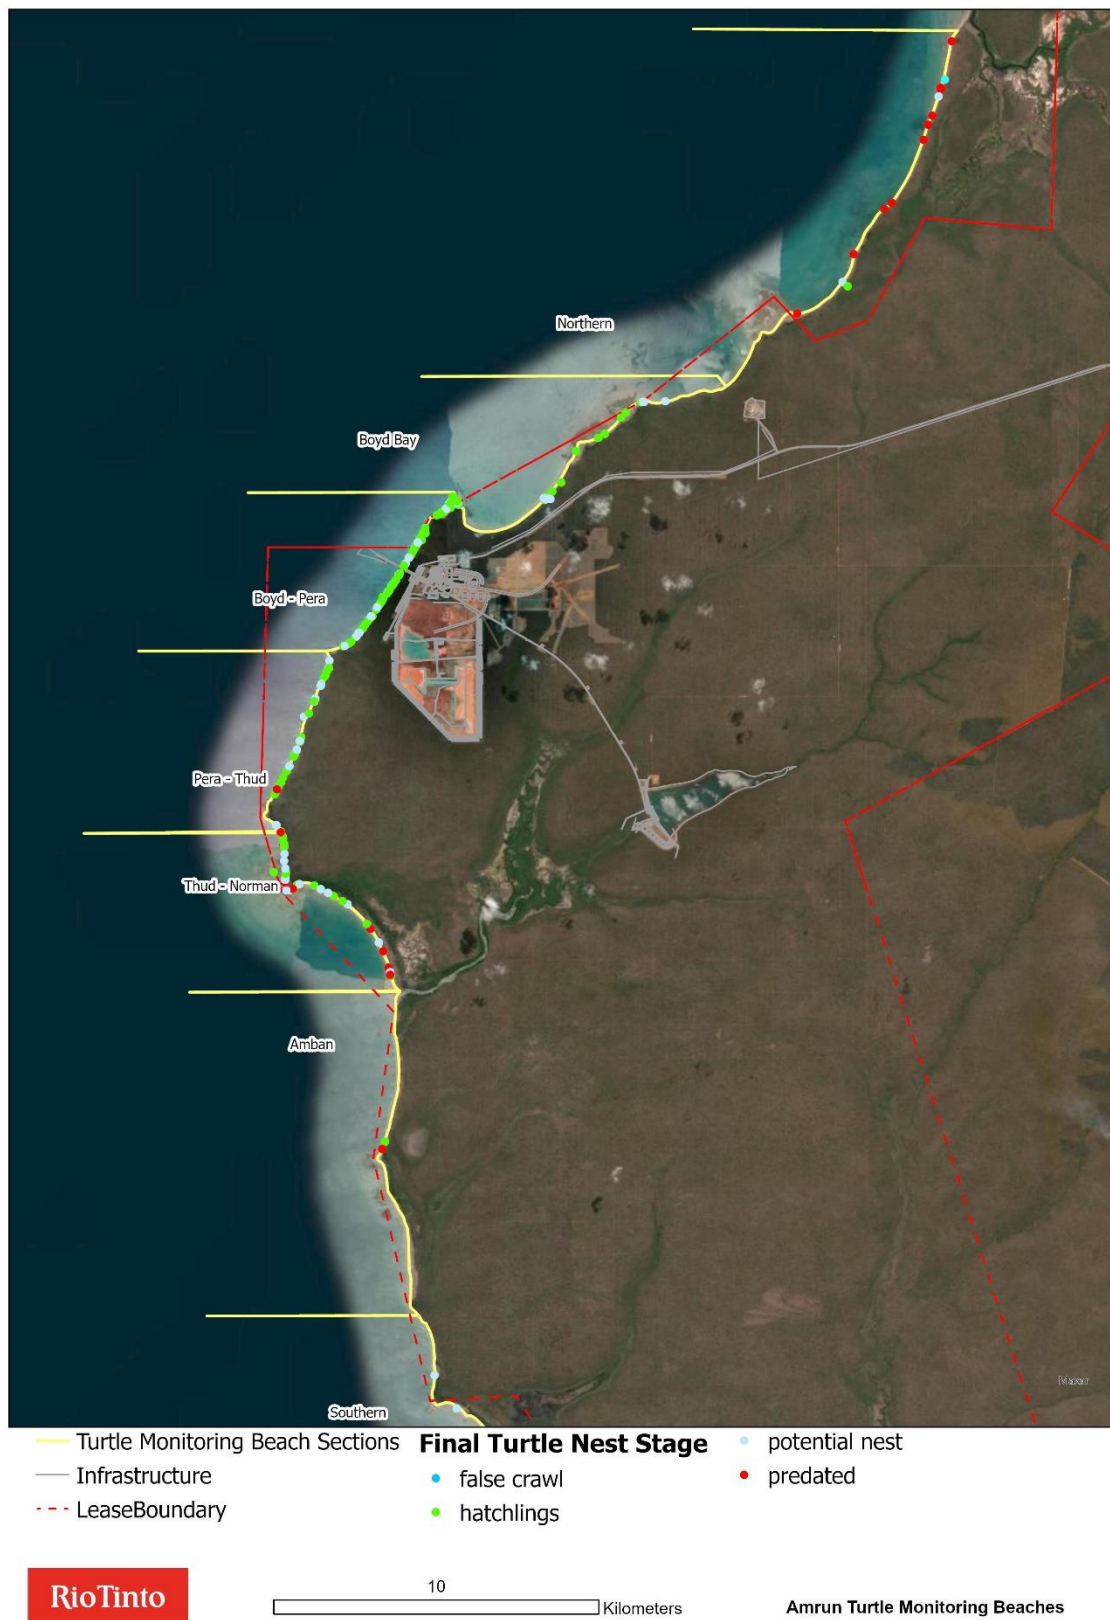 Northern
Boyd Bay
Boyd - Pera
Pera - Thud
Thud - Norman
Amban
Southern
Turtle Monitoring Beach Sections
Infrastructure
LeaseBoundary
Final Turtle Nest Stage
false crawl
hatchlings
potential nest
predated
RioTinto
10
Kilometers
Amrun Turtle Monitoring Beaches